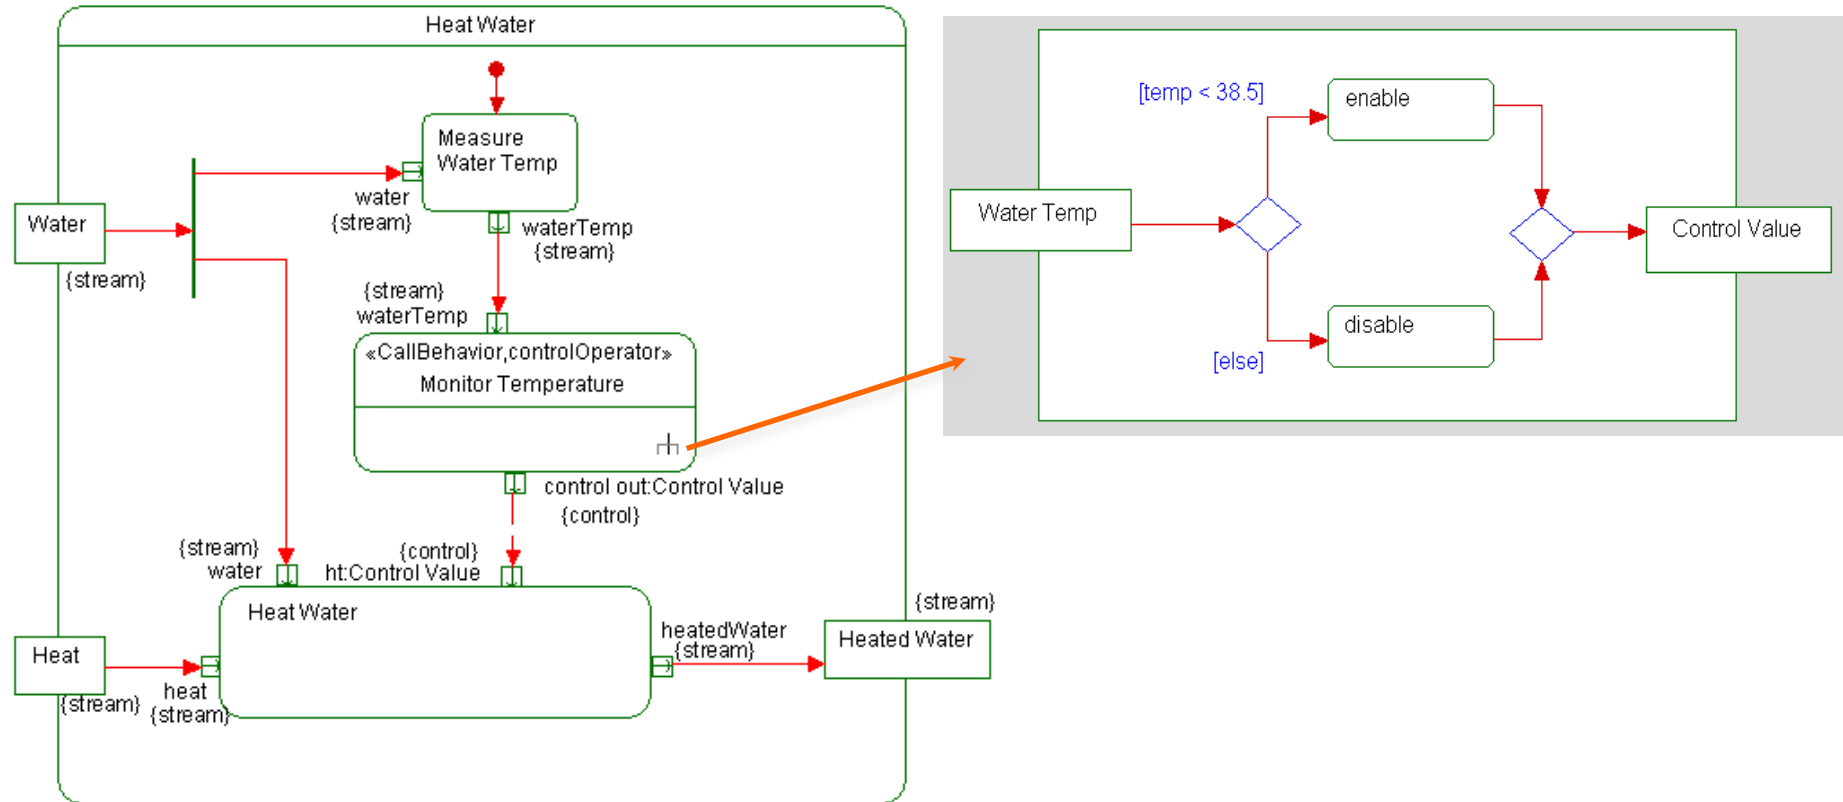 Heat Water
Measure
Water Temp
water
{stream}
Water
{stream}
waterTemp
{stream}
{stream}
waterTemp
«CallBehavior,controlOperator»
Monitor Temperature
control out:Control Value
{control}
{stream}
water
{control}
ht:Control Value
Heat Water
Heat
{stream}
heat
{stream}
heatedWater
{stream}
{stream}
Heated Water
[temp < 38.5]
enable
Water Temp
Control Value
disable
[else]